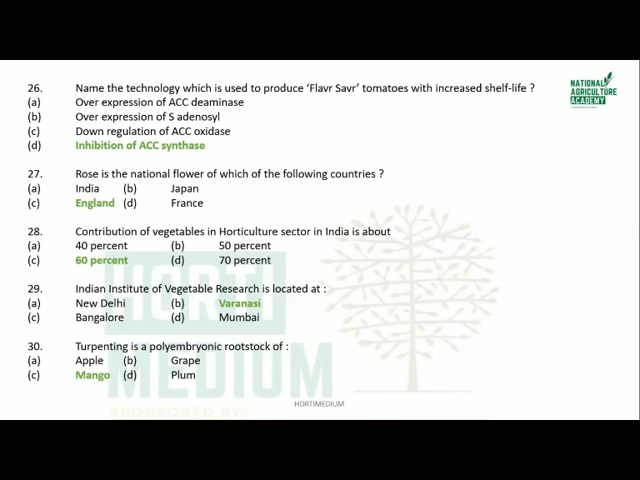 NATIONAL
AGRICULTURE
ACADEMY
26. Name the technology which is used to produce ‘Flavr Savr’ tomatoes with increased shelf-life ?
(a) Over expression of ACC deaminase
(b) Over expression of S adenosyl
(c) Down regulation of ACC oxidase
(d) Inhibition of ACC synthase
27. Rose is the national flower of which of the following countries ?
(a) India (b) Japan
(c) England (d) France
28. Contribution of vegetables in Horticulture sector in India is about
(a) 40 percent (b) 50 percent
(c) 60 percent (d) 70 percent
29. Indian Institute of Vegetable Research is located at :
(a) New Delhi (b) Varanasi
(c) Bangalore (d) Mumbai
30. Turpenting is a polyembryonic rootstock of :
(a) Apple (b) Grape
(c) Mango (d) Plum
HORTI
MEDIUM
SPONSORED BY:
HORTIMEDIUM